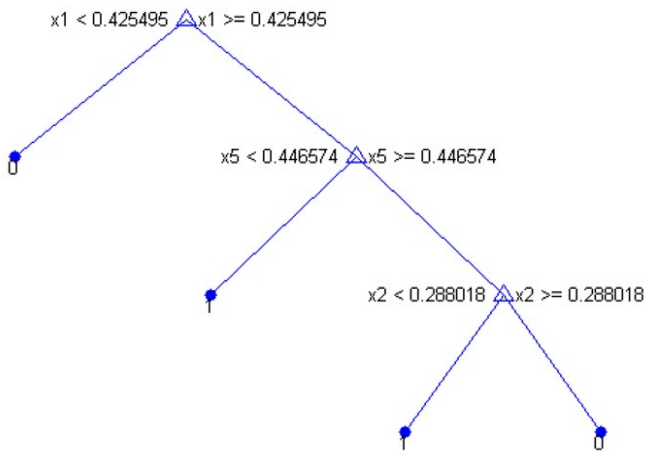 x1 < 0.425495 x1 >= 0.425495
0
x5 < 0.446574 x5 >= 0.446574
1
x2 < 0.288018 x2 >= 0.288018
1 0